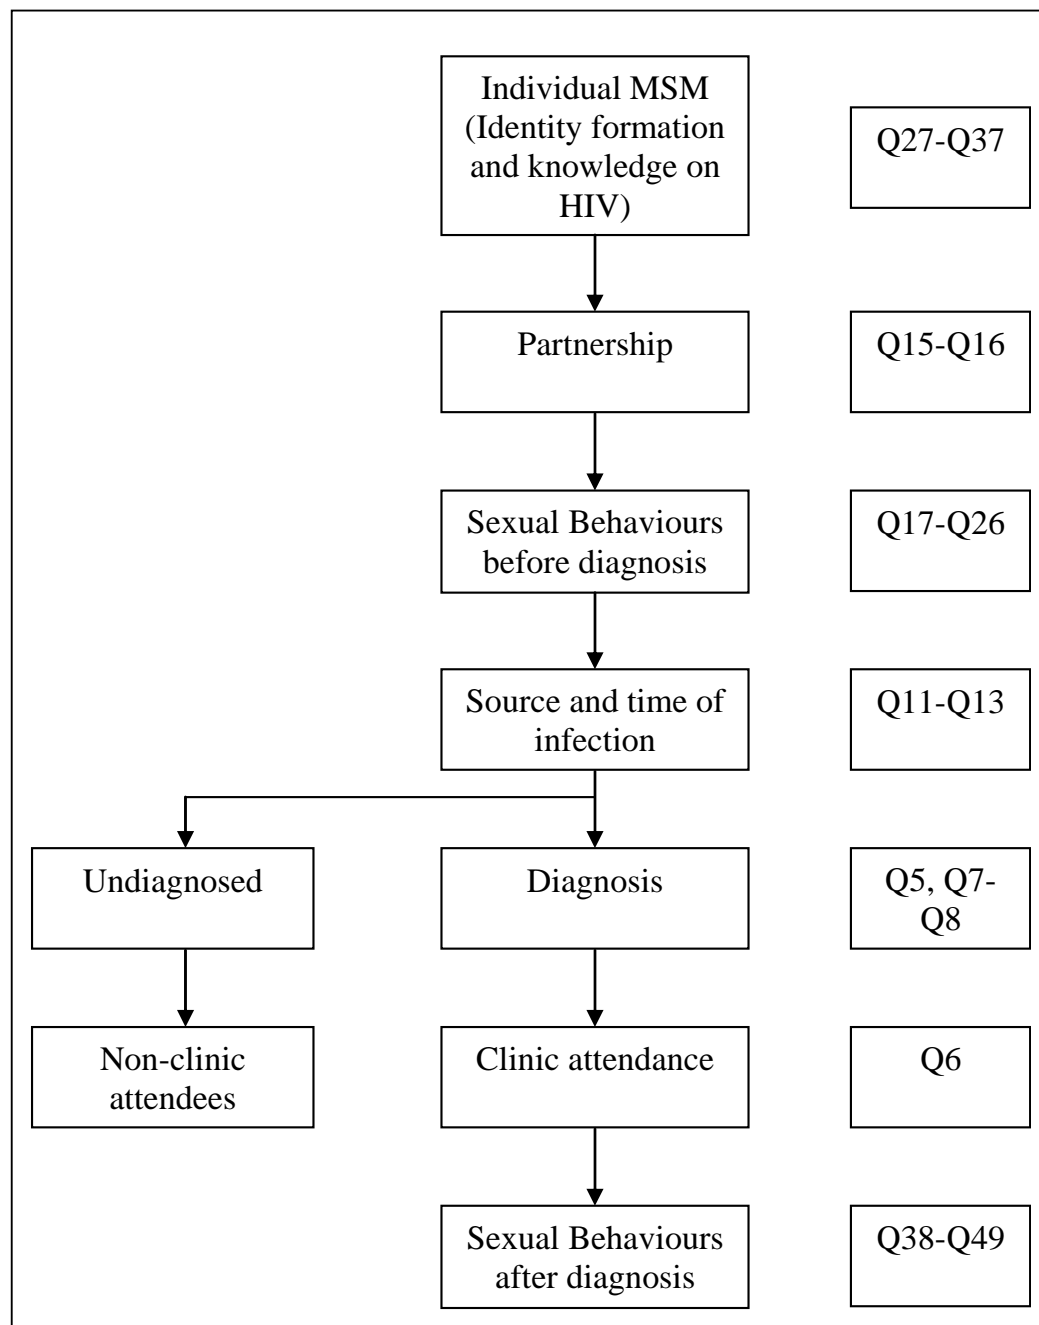 Individual MSM
(Identity formation
and knowledge on
HIV)
Q27-Q37
Partnership
Q15-Q16
Sexual Behaviours
before diagnosis
Q17-Q26
Source and time of
infection
Q11-Q13
Undiagnosed
Diagnosis
Q5, Q7-
Q8
Non-clinic
attendees
Clinic attendance
Q6
Sexual Behaviours
after diagnosis
Q38-Q49